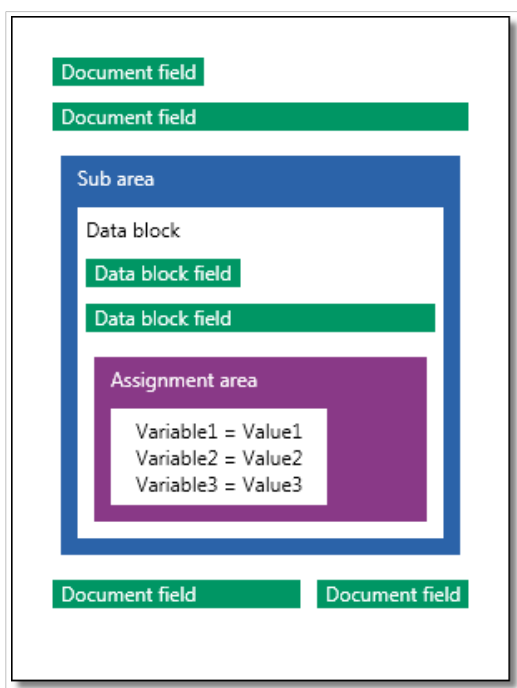 Document field
Document field
Sub area
Data block
Data block field
Data block field
Assignment area
Variable1 = Value1
Variable2 = Value2
Variable3 = Value3
Document field
Document field